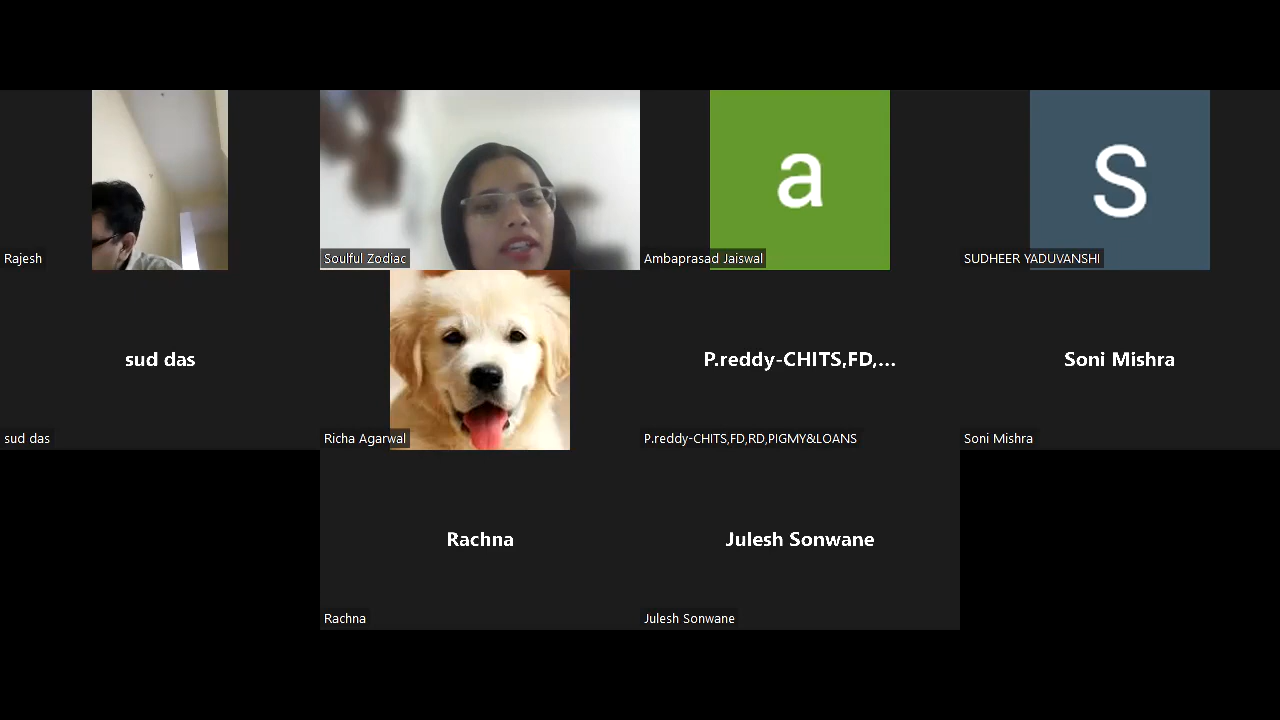 a
S
Rajesh
Soulful Zodiac
Ambaprasad Jaiswal
SUDHEER YADUVANSHI
sud das
P.reddy-CHITS,FD,...
Soni Mishra
sud das
Richa Agarwal
P.reddy-CHITS,FD,RD,PIGMY&LOANS
Soni Mishra
Rachna
Julesh Sonwane
Rachna
Julesh Sonwane